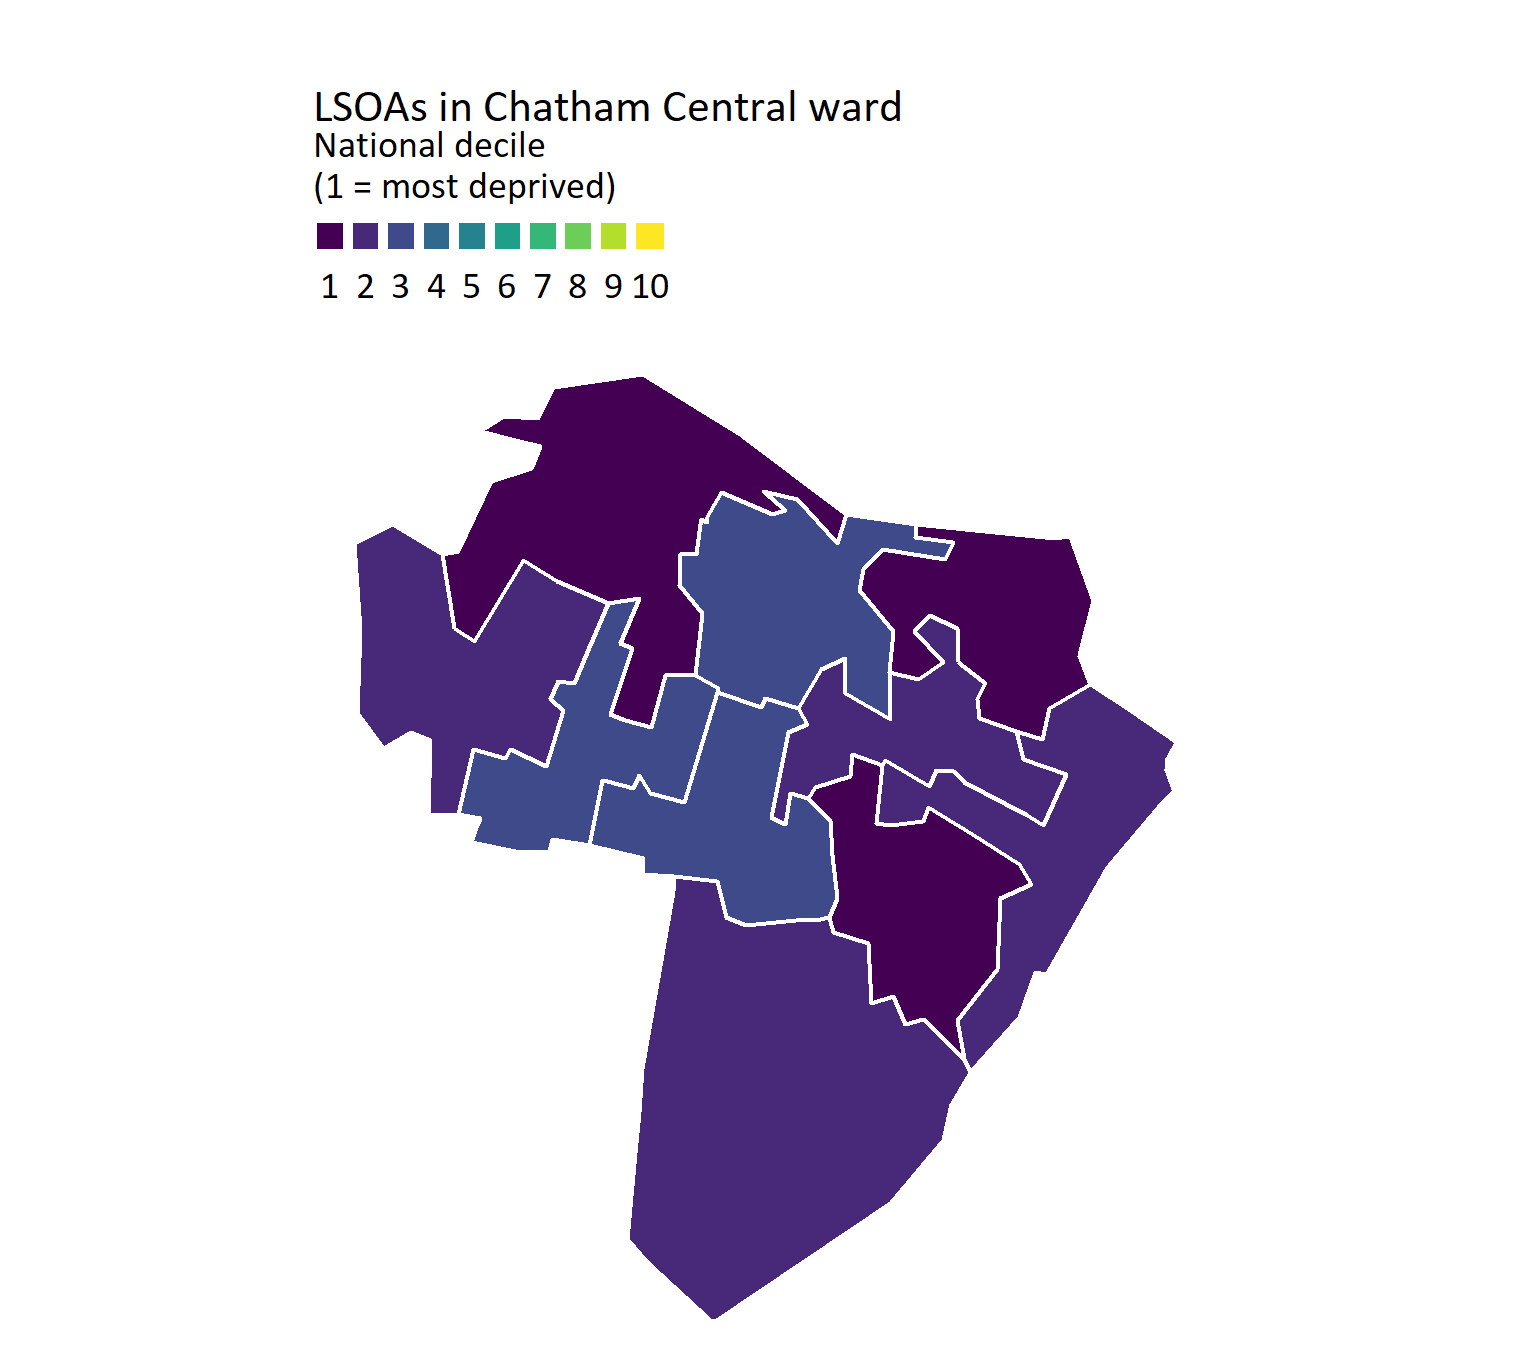 LSOAs in Chatham Central ward
National decile
(1 = most deprived)
1 2 3 4 5 6 7 8 9 10